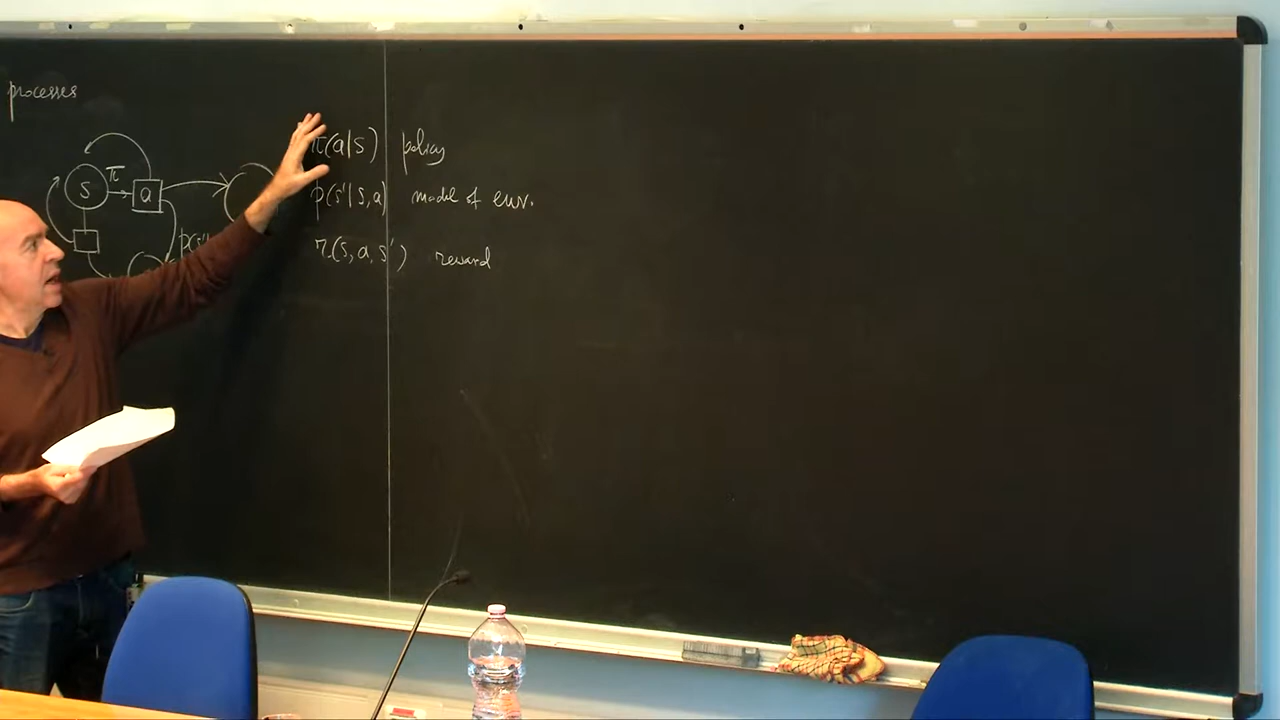 processes
π(a|s) policy
p(s'|s,a) model of env.
r(s,a,s') reward
π
s
a
p(s'